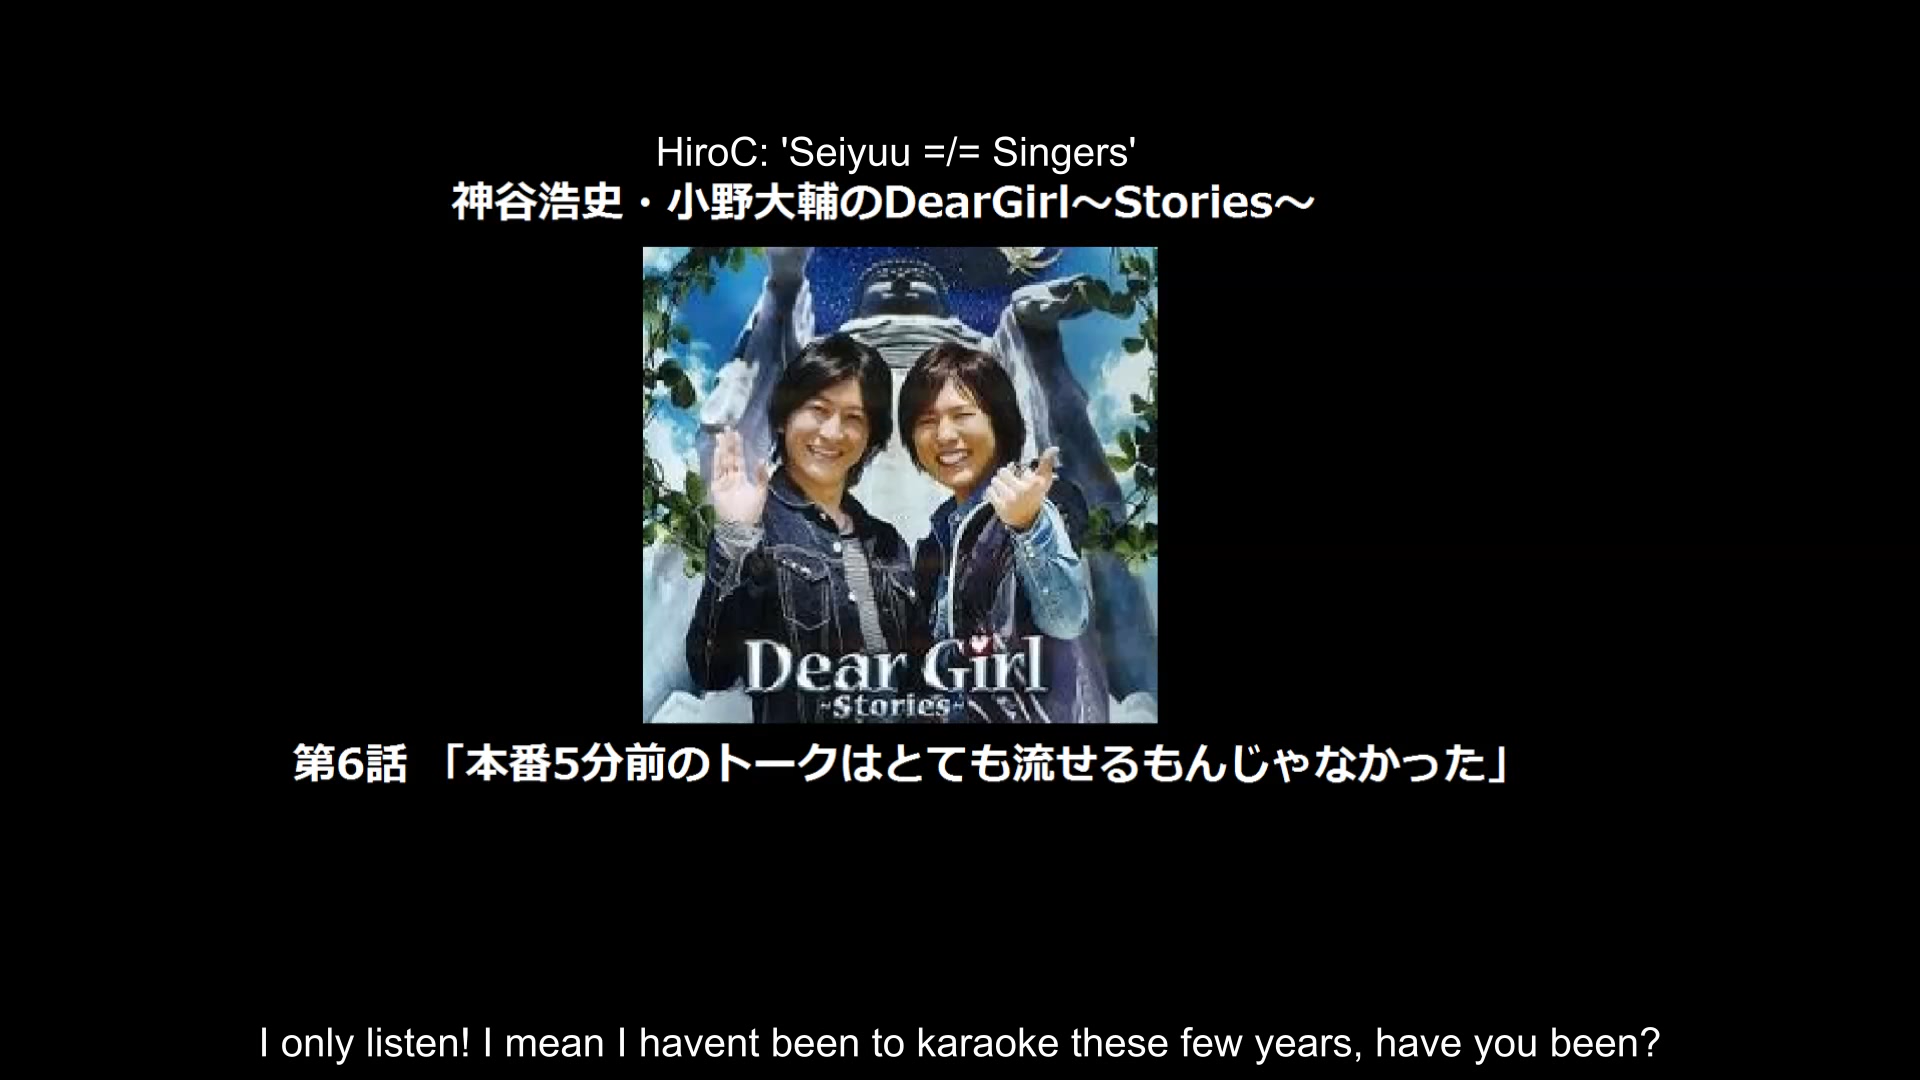 HiroC: 'Seiyuu =/= Singers'
神谷浩史・小野大輔のDearGirl～Stories～
Dear Girl
~Stories~
第6話 「本番5分前のトークはとても流せるもんじゃなかった」
I only listen! I mean I havent been to karaoke these few years, have you been?